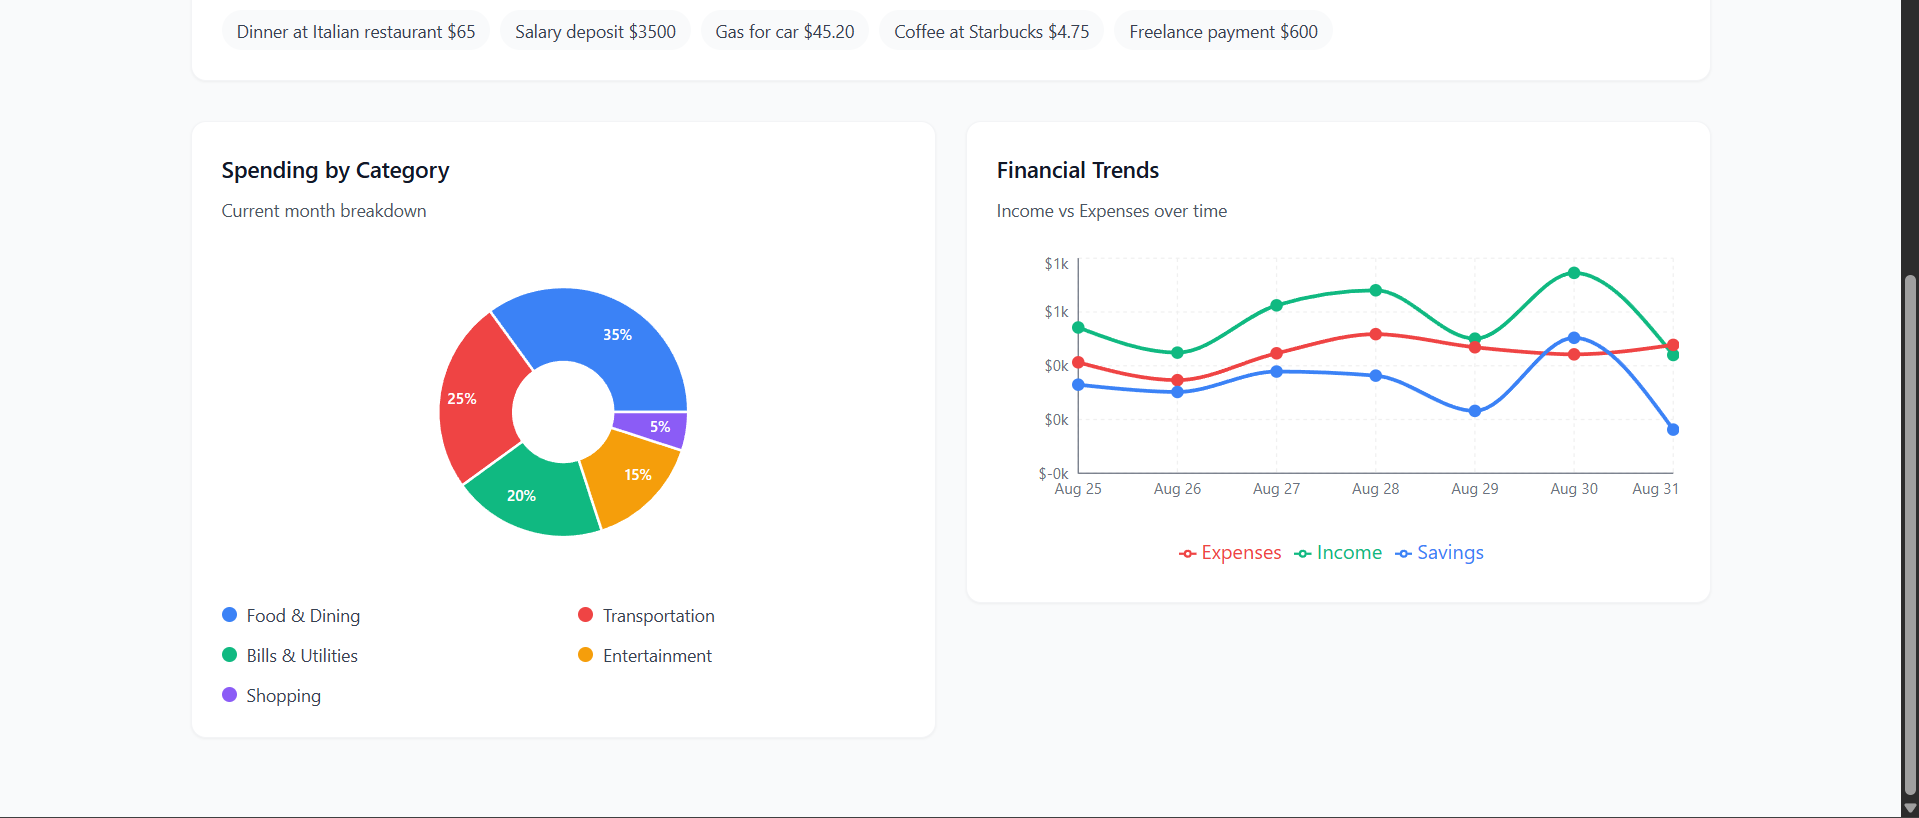 Dinner at Italian restaurant $65
Salary deposit $3500
Gas for car $45.20
Coffee at Starbucks $4.75
Freelance payment $600
Spending by Category
Current month breakdown
35%
25%
5%
15%
20%
Food & Dining
Transportation
Bills & Utilities
Entertainment
Shopping
Financial Trends
Income vs Expenses over time
$1k
$1k
$0k
$0k
$-0k
Aug 25
Aug 26
Aug 27
Aug 28
Aug 29
Aug 30
Aug 31
Expenses
Income
Savings